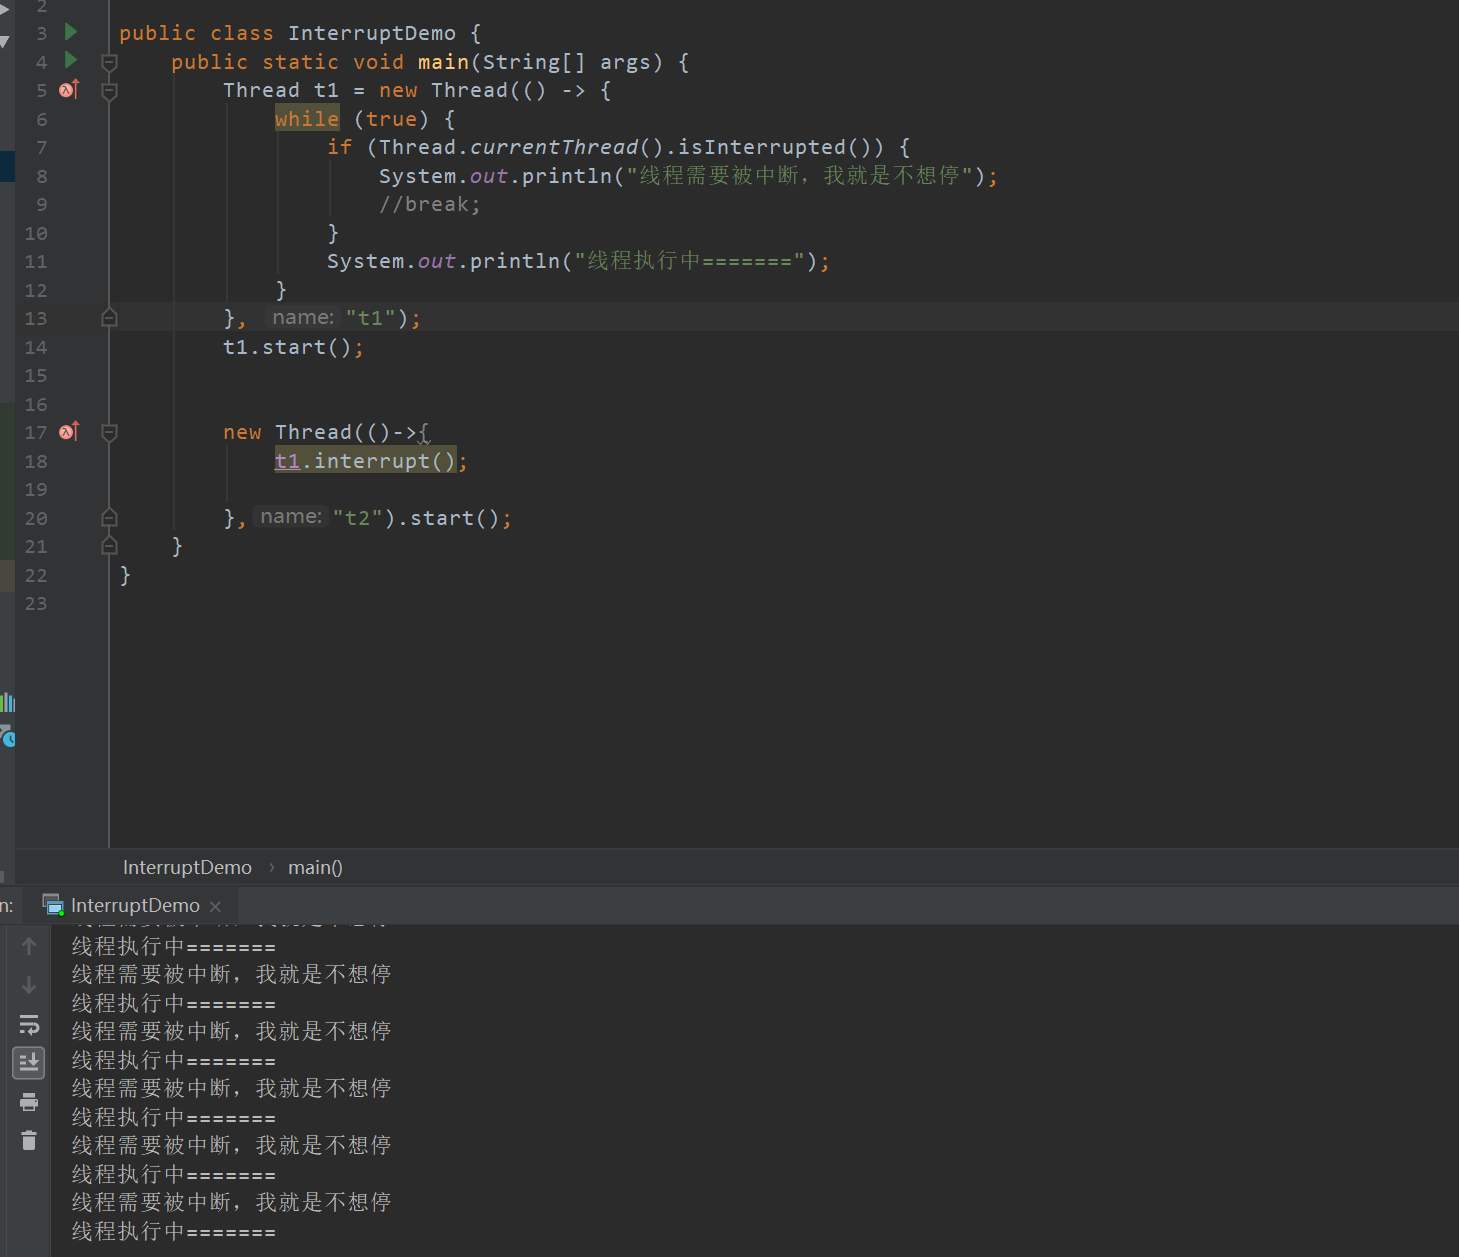 2
3 public class InterruptDemo {
4 public static void main(String[] args) {
5 Thread t1 = new Thread(() -> {
6 while (true) {
7 if (Thread.currentThread().isInterrupted()) {
8 System.out.println("线程需要被中断，我就是不想停");
9 //break;
10 }
11 System.out.println("线程执行中=======");
12 }
13 }, name: "t1");
14 t1.start();
15
16
17 new Thread(()->{
18 t1.interrupt();
19
20 }, name: "t2").start();
21 }
22 }
23
InterruptDemo › main()
n: InterruptDemo ×
线程执行中=======
线程需要被中断，我就是不想停
线程执行中=======
线程需要被中断，我就是不想停
线程执行中=======
线程需要被中断，我就是不想停
线程执行中=======
线程需要被中断，我就是不想停
线程执行中=======
线程需要被中断，我就是不想停
线程执行中=======